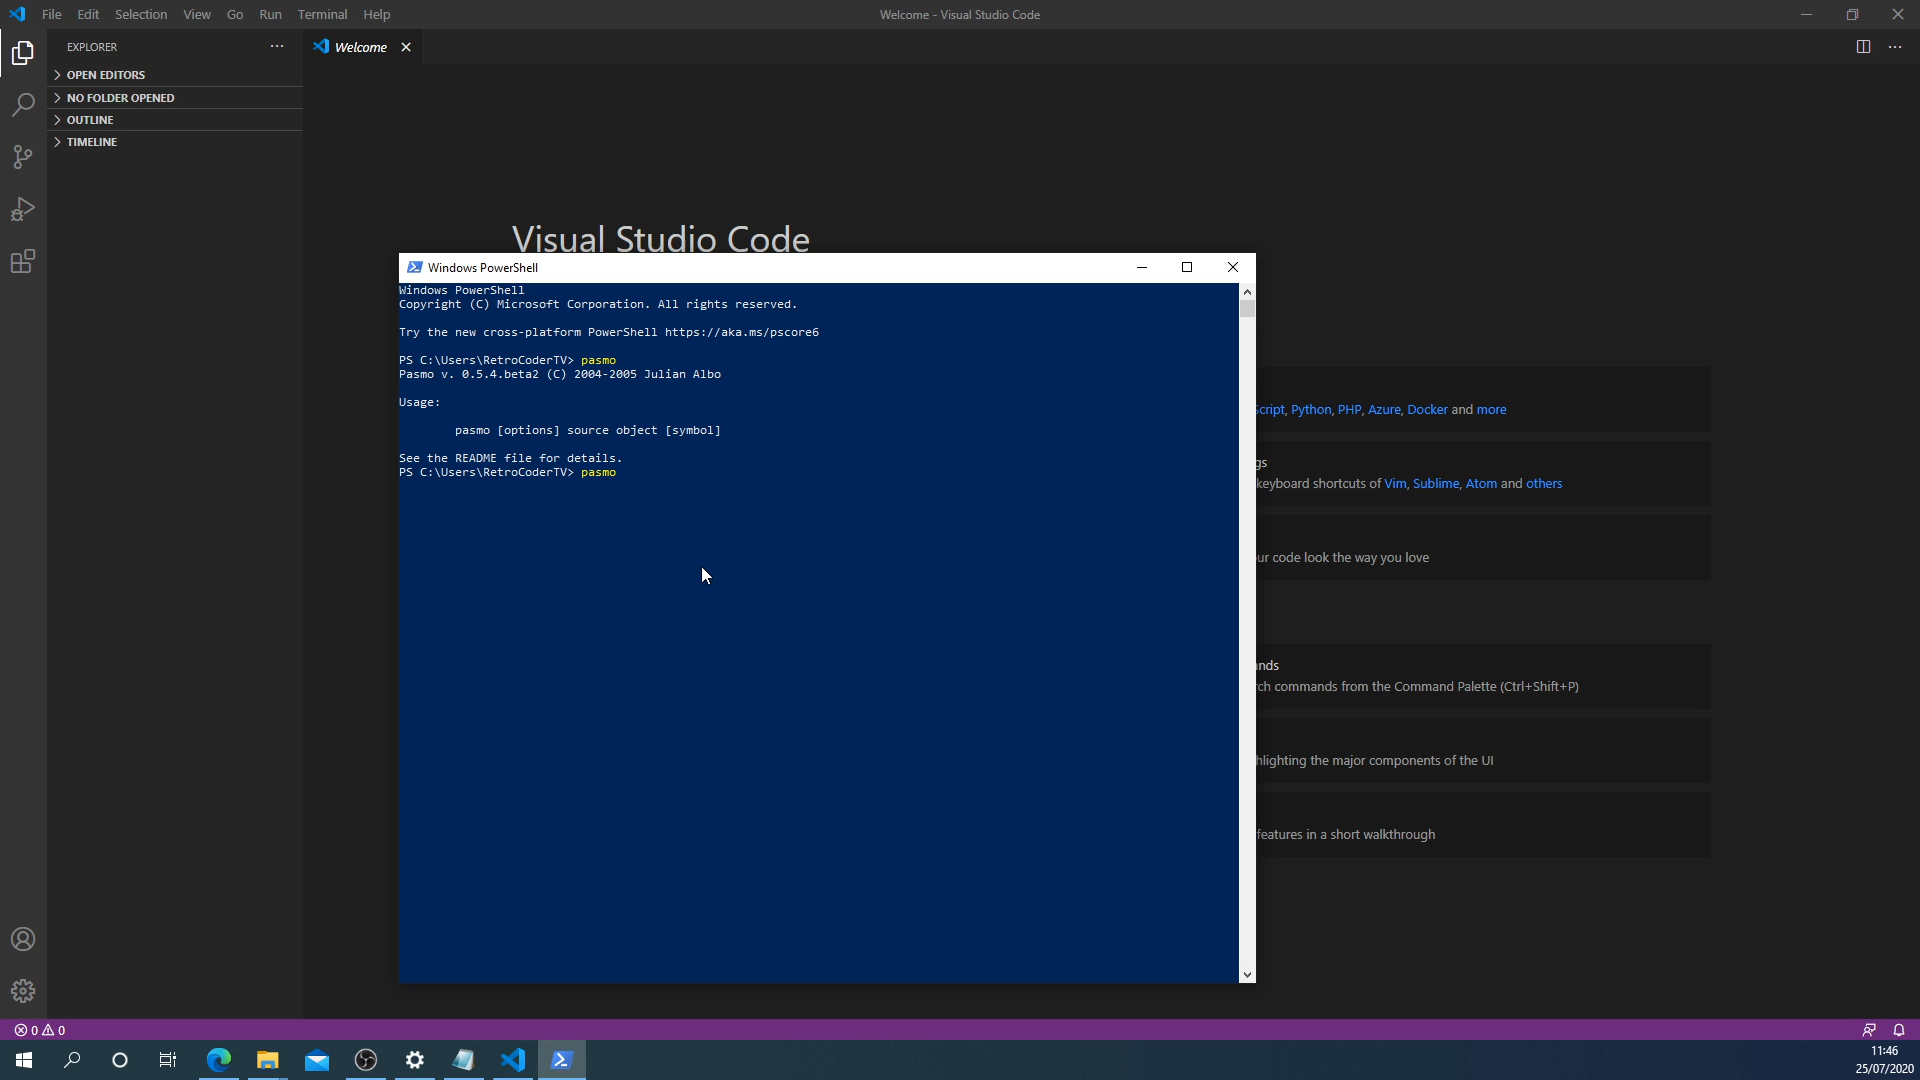 File Edit Selection View Go Run Terminal Help
Welcome - Visual Studio Code
EXPLORER
Welcome
OPEN EDITORS
NO FOLDER OPENED
OUTLINE
TIMELINE
Visual Studio Code
Windows PowerShell
Windows PowerShell
Copyright (C) Microsoft Corporation. All rights reserved.
Try the new cross-platform PowerShell https://aka.ms/pscore6
PS C:\Users\RetroCoderTV> pasmo
Pasmo v. 0.5.4.beta2 (C) 2004-2005 Julian Albo
Usage:
pasmo [options] source object [symbol]
See the README file for details.
PS C:\Users\RetroCoderTV> pasmo
cript, Python, PHP, Azure, Docker and more
gs
keyboard shortcuts of Vim, Sublime, Atom and others
ur code look the way you love
nds
rch commands from the Command Palette (Ctrl+Shift+P)
hlighting the major components of the UI
features in a short walkthrough
0 0
11:46
25/07/2020